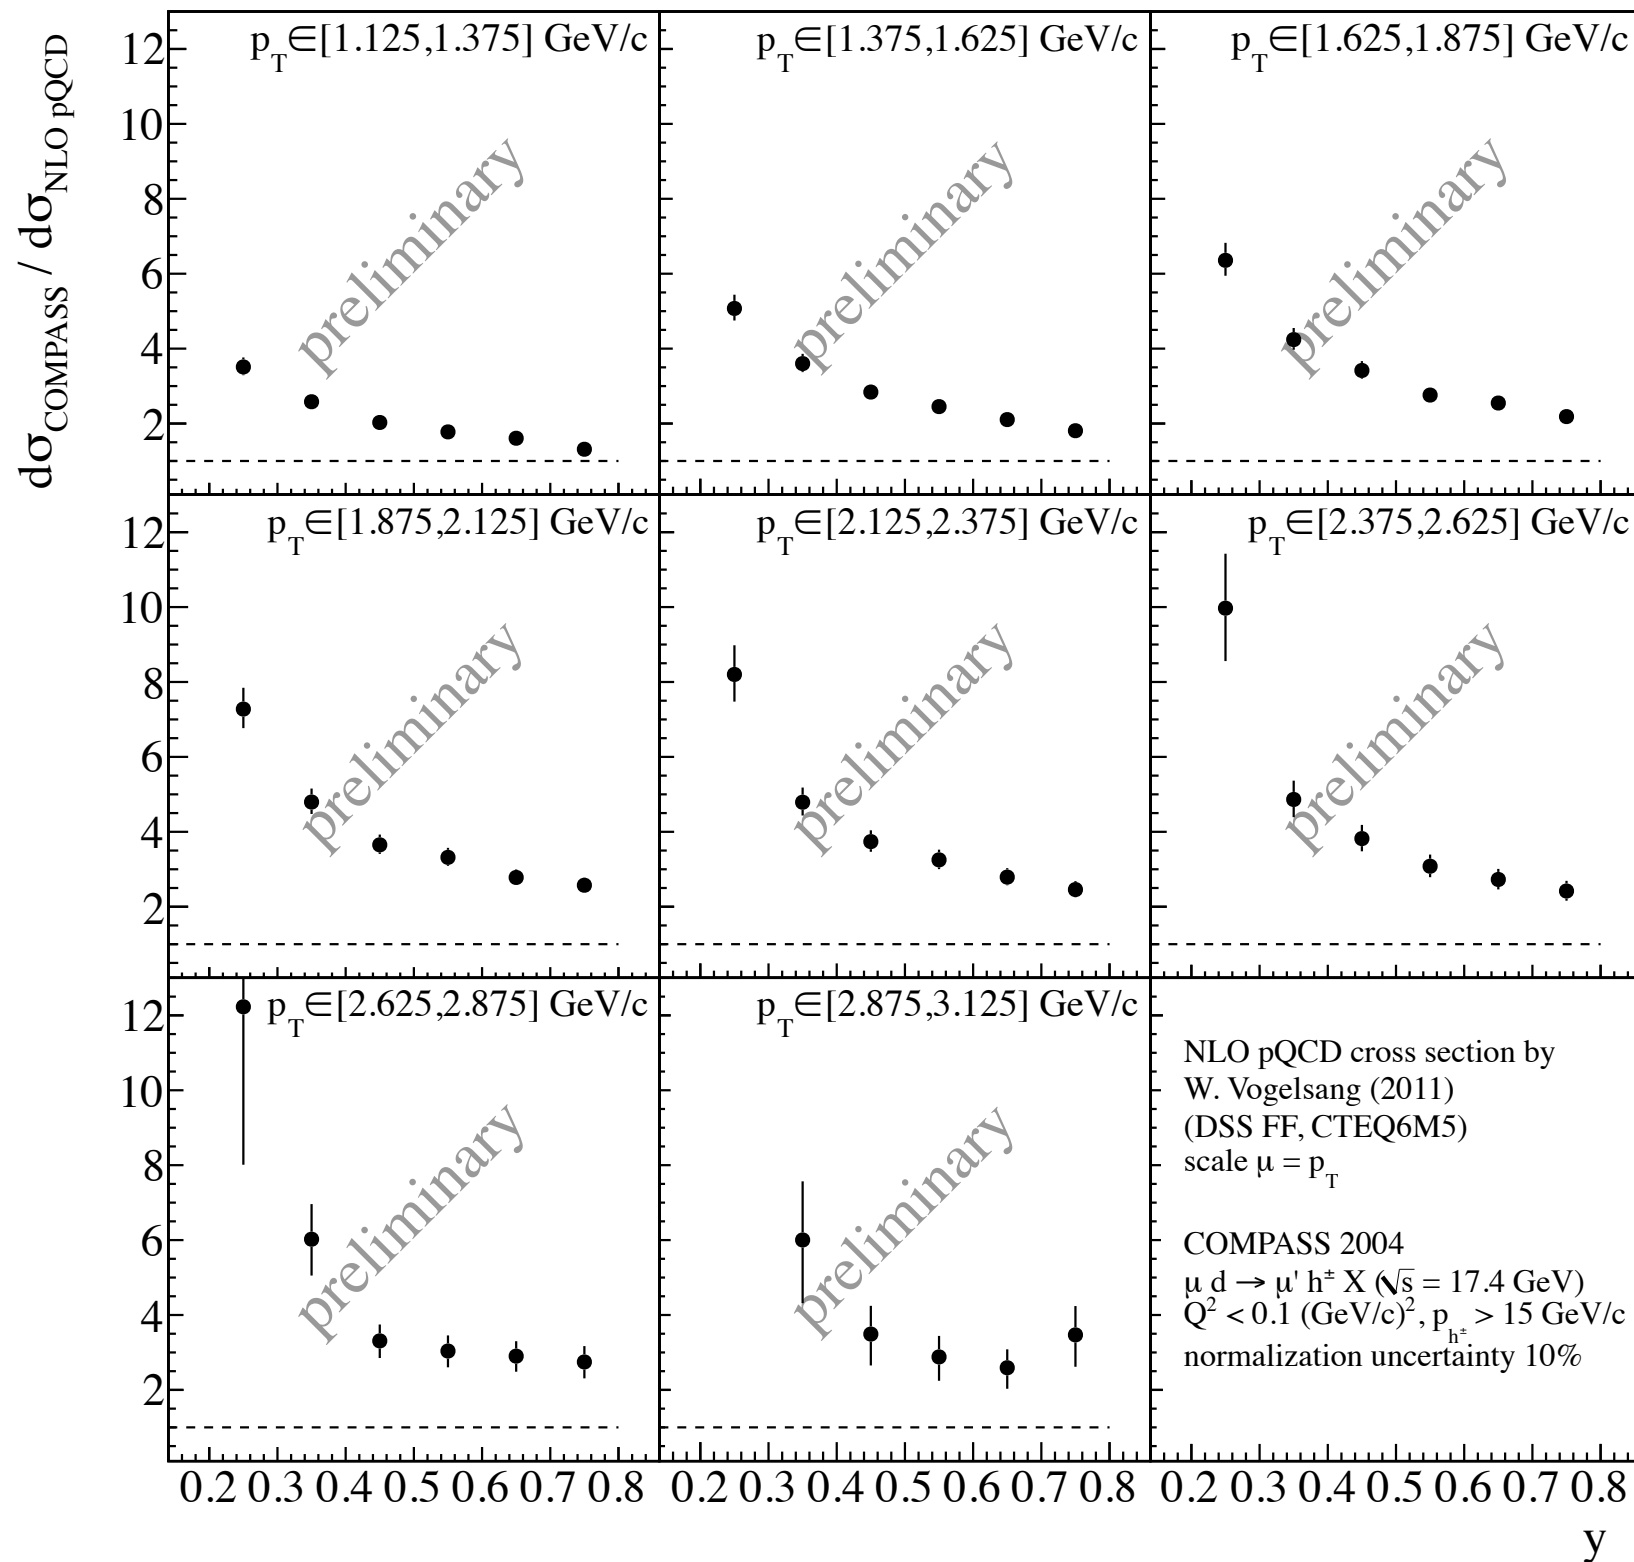 dσCOMPASS / dσNLO pQCD
pT∈[1.125,1.375] GeV/c
pT∈[1.375,1.625] GeV/c
pT∈[1.625,1.875] GeV/c
12
10
8
6
4
2
preliminary
preliminary
preliminary
pT∈[1.875,2.125] GeV/c
pT∈[2.125,2.375] GeV/c
pT∈[2.375,2.625] GeV/c
12
10
8
6
4
2
preliminary
preliminary
preliminary
pT∈[2.625,2.875] GeV/c
pT∈[2.875,3.125] GeV/c
12
10
8
6
4
2
preliminary
preliminary
NLO pQCD cross section by
W. Vogelsang (2011)
(DSS FF, CTEQ6M5)
scale μ = pT
COMPASS 2004
μ d → μ' h± X (√s = 17.4 GeV)
Q² < 0.1 (GeV/c)², ph± > 15 GeV/c
normalization uncertainty 10%
0.2 0.3 0.4 0.5 0.6 0.7 0.8
0.2 0.3 0.4 0.5 0.6 0.7 0.8
0.2 0.3 0.4 0.5 0.6 0.7 0.8
y